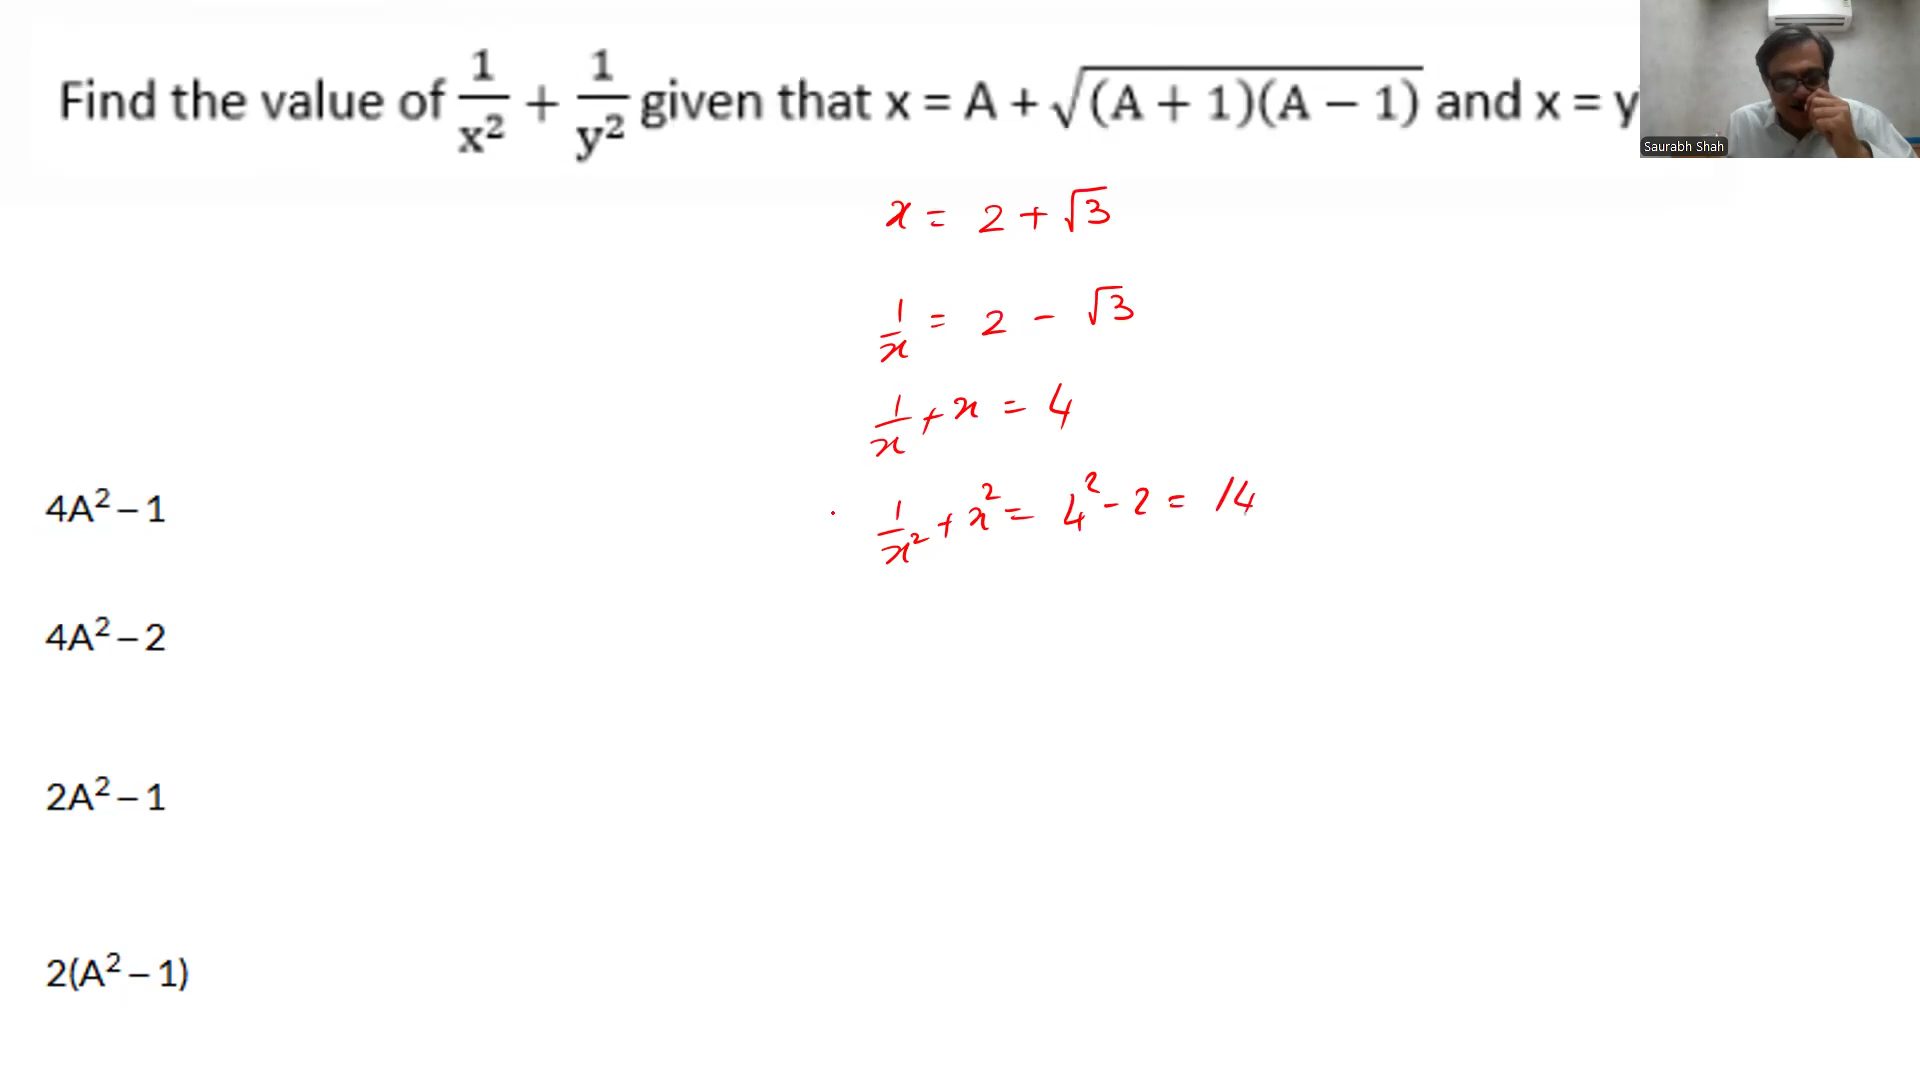 Find the value of 1/x² + 1/y² given that x = A + √(A + 1)(A − 1) and x = y
Saurabh Shah
x = 2 + √3
1/x = 2 - √3
1/x + x = 4
1/x² + x² = 4² - 2 = 14
4A² – 1
4A² – 2
2A² – 1
2(A² – 1)